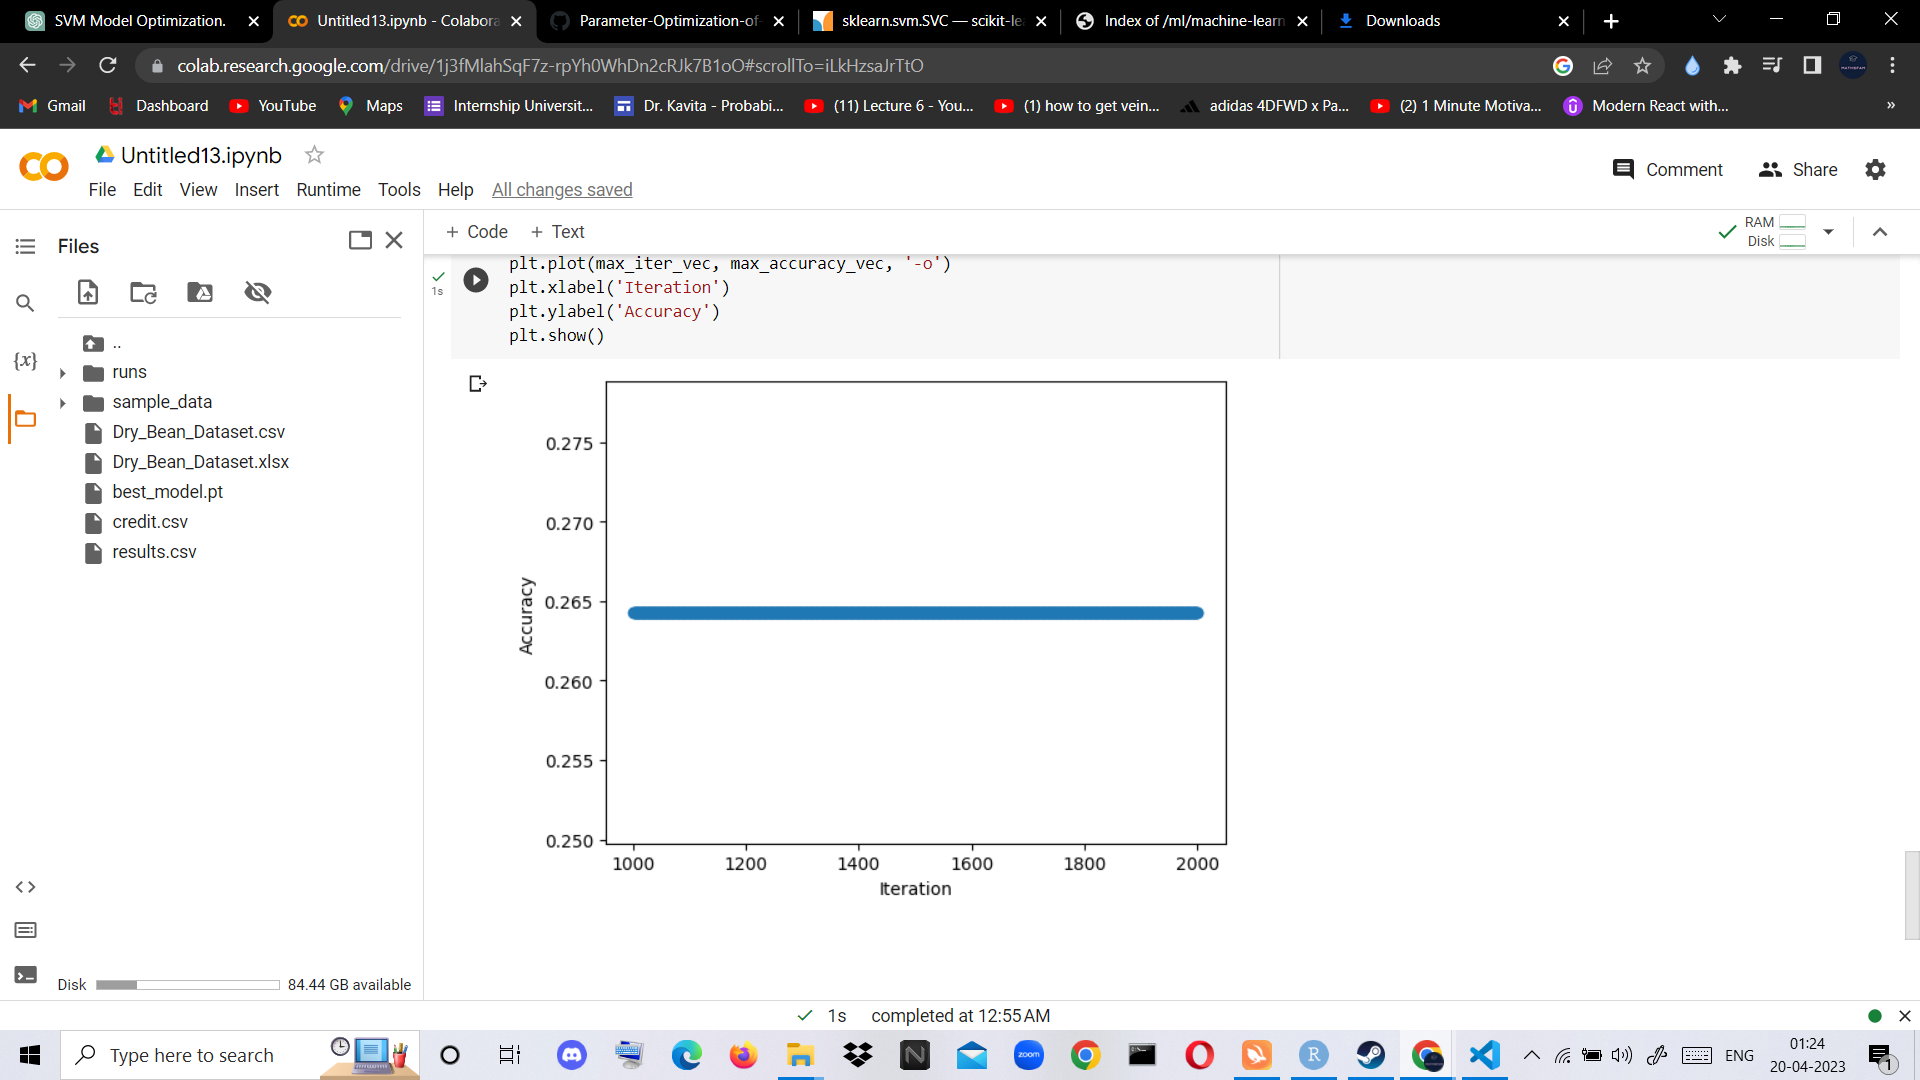 SVM Model Optimization.
Untitled13.ipynb - Colabora
Parameter-Optimization-of-
sklearn.svm.SVC — scikit-le
Index of /ml/machine-learn
Downloads
colab.research.google.com/drive/1j3fMlahSqF7z-rpYh0WhDn2cRJk7B1oO#scrollTo=iLkHzsaJrTtO
Gmail
Dashboard
YouTube
Maps
Internship Universit...
Dr. Kavita - Probabi...
(11) Lecture 6 - You...
(1) how to get vein...
adidas 4DFWD x Pa...
(2) 1 Minute Motiva...
Modern React with...
»
Untitled13.ipynb
File Edit View Insert Runtime Tools Help All changes saved
Comment
Share
Files
+ Code + Text
RAM
Disk
{x}
..
runs
sample_data
Dry_Bean_Dataset.csv
Dry_Bean_Dataset.xlsx
best_model.pt
credit.csv
results.csv
Disk
84.44 GB available
1s
plt.plot(max_iter_vec, max_accuracy_vec, '-o')
plt.xlabel('Iteration')
plt.ylabel('Accuracy')
plt.show()
0.275
0.270
0.265
0.260
0.255
0.250
Accuracy
1000 1200 1400 1600 1800 2000
Iteration
1s completed at 12:55 AM
Type here to search
zoom
N
R
ENG
01:24
20-04-2023
1